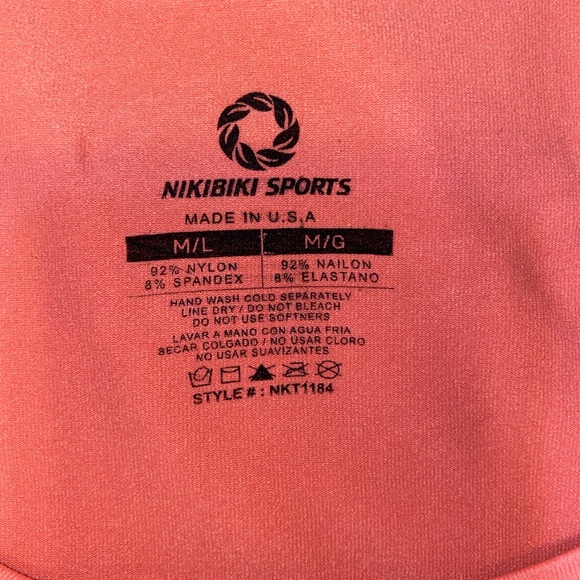 NIKIBIKI SPORTS
MADE IN U.S.A
M/L M/G
92% NYLON 92% NAILON
8% SPANDEX 8% ELASTANO
HAND WASH COLD SEPARATELY
LINE DRY / DO NOT BLEACH
DO NOT USE SOFTNERS
LAVAR A MANO CON AGUA FRIA
SECAR COLGADO / NO USAR CLORO
NO USAR SUAVIZANTES
STYLE # : NKT1184